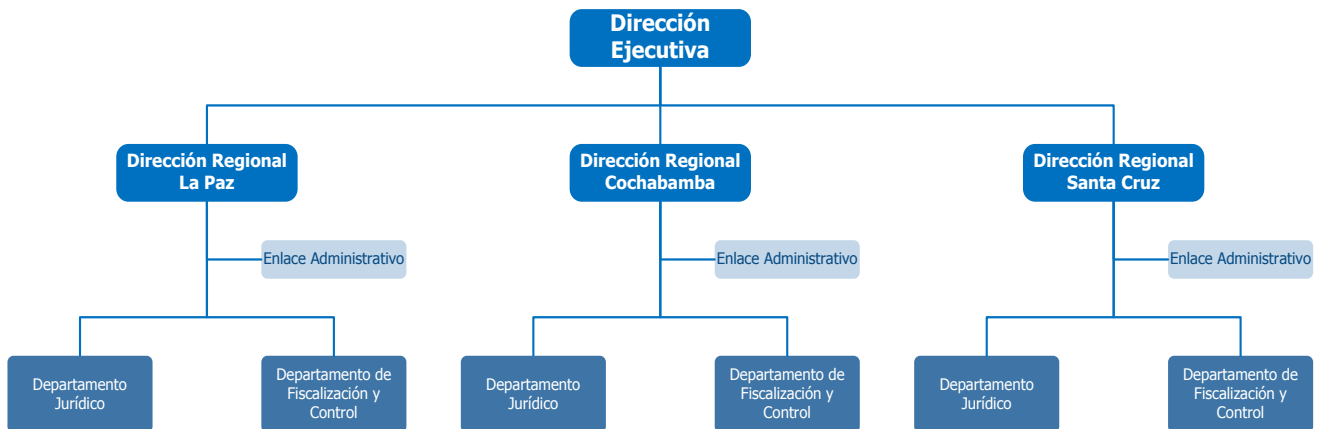 Dirección
Ejecutiva
Dirección Regional
La Paz
Dirección Regional
Cochabamba
Dirección Regional
Santa Cruz
Enlace Administrativo
Enlace Administrativo
Enlace Administrativo
Departamento
Jurídico
Departamento de
Fiscalización y
Control
Departamento
Jurídico
Departamento de
Fiscalización y
Control
Departamento
Jurídico
Departamento de
Fiscalización y
Control